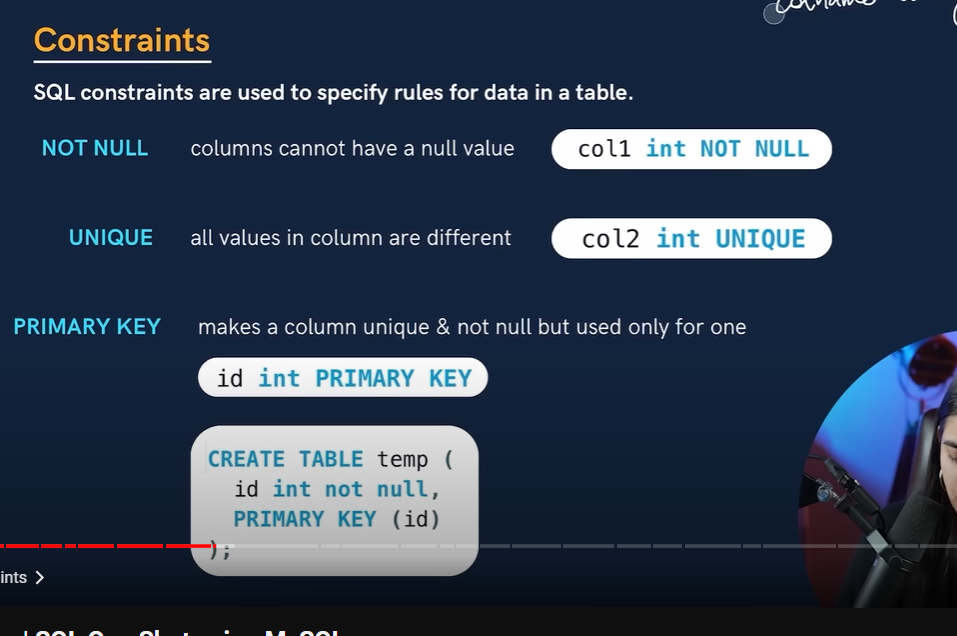 Constraints
SQL constraints are used to specify rules for data in a table.
NOT NULL columns cannot have a null value col1 int NOT NULL
UNIQUE all values in column are different col2 int UNIQUE
PRIMARY KEY makes a column unique & not null but used only for one
id int PRIMARY KEY
CREATE TABLE temp (
id int not null,
PRIMARY KEY (id)
);
ints >